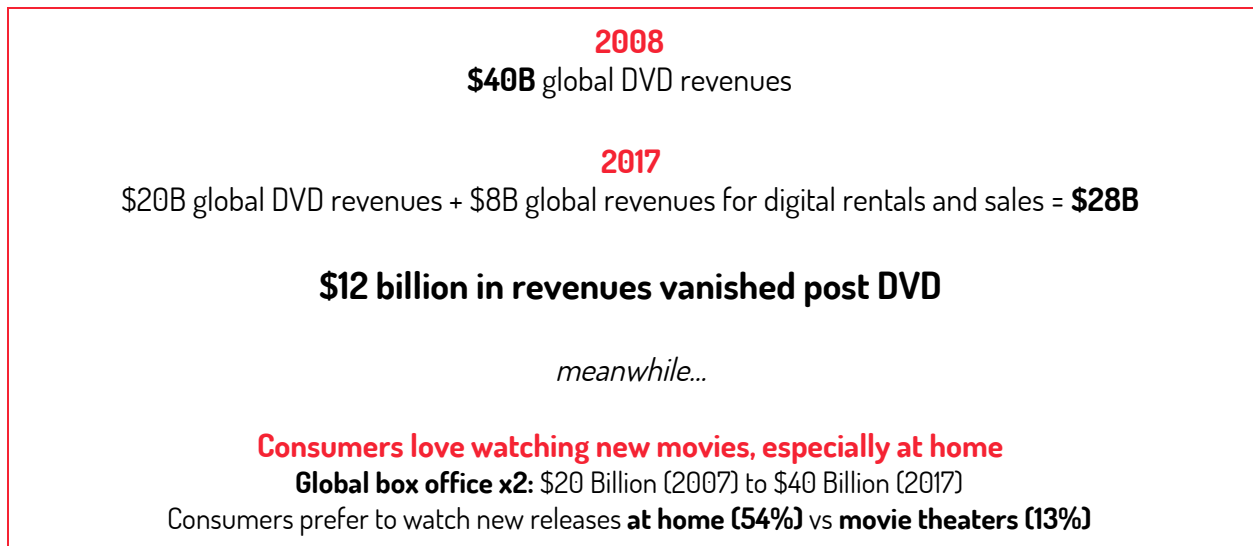 2008
$40B global DVD revenues
2017
$20B global DVD revenues + $8B global revenues for digital rentals and sales = $28B
$12 billion in revenues vanished post DVD
meanwhile...
Consumers love watching new movies, especially at home
Global box office x2: $20 Billion (2007) to $40 Billion (2017)
Consumers prefer to watch new releases at home (54%) vs movie theaters (13%)